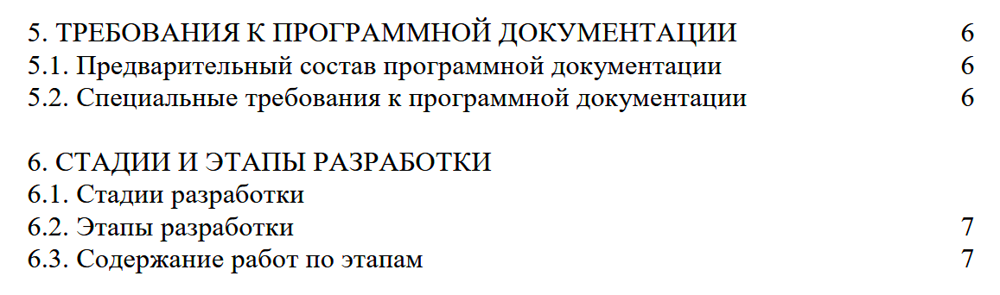 5. ТРЕБОВАНИЯ К ПРОГРАММНОЙ ДОКУМЕНТАЦИИ 6
5.1. Предварительный состав программной документации 6
5.2. Специальные требования к программной документации 6
6. СТАДИИ И ЭТАПЫ РАЗРАБОТКИ
6.1. Стадии разработки
6.2. Этапы разработки 7
6.3. Содержание работ по этапам 7